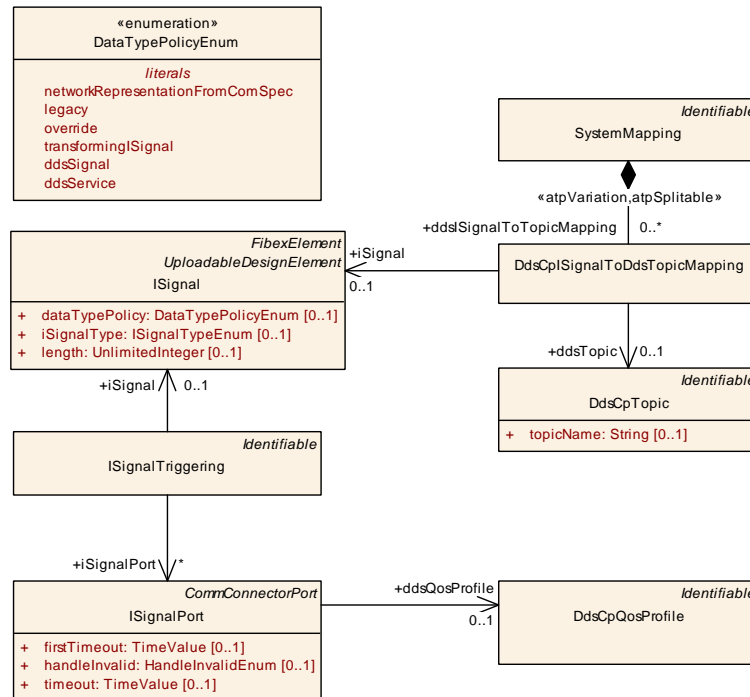 «enumeration»
DataTypePolicyEnum
literals
networkRepresentationFromComSpec
legacy
override
transformingISignal
ddsSignal
ddsService
Identifiable
SystemMapping
«atpVariation,atpSplitable»
+ddsISignalToTopicMapping 0..*
FibexElement
UploadableDesignElement
ISignal
+ dataTypePolicy: DataTypePolicyEnum [0..1]
+ iSignalType: ISignalTypeEnum [0..1]
+ length: UnlimitedInteger [0..1]
+iSignal
0..1
DdsCpISignalToDdsTopicMapping
+ddsTopic 0..1
Identifiable
DdsCpTopic
+ topicName: String [0..1]
+iSignal 0..1
Identifiable
ISignalTriggering
+iSignalPort *
CommConnectorPort
ISignalPort
+ firstTimeout: TimeValue [0..1]
+ handleInvalid: HandleInvalidEnum [0..1]
+ timeout: TimeValue [0..1]
+ddsQosProfile
0..1
Identifiable
DdsCpQosProfile